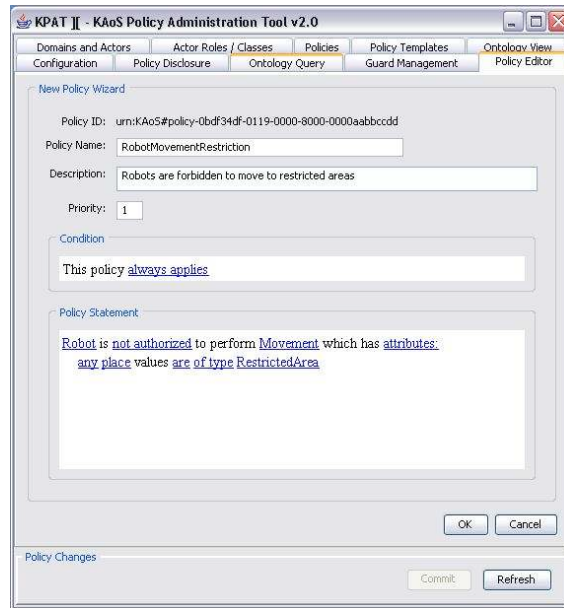 KPAT ][ - KAoS Policy Administration Tool v2.0
Domains and Actors Actor Roles / Classes Policies Policy Templates Ontology View
Configuration Policy Disclosure Ontology Query Guard Management Policy Editor
New Policy Wizard
Policy ID: urn:KAoS#policy-0bdf34df-0119-0000-8000-0000aabbccdd
Policy Name: RobotMovementRestriction
Description: Robots are forbidden to move to restricted areas
Priority: 1
Condition
This policy always applies
Policy Statement
Robot is not authorized to perform Movement which has attributes:
any place values are of type RestrictedArea
OK Cancel
Policy Changes
Commit Refresh